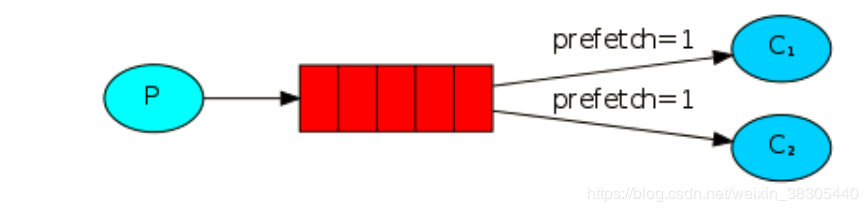 prefetch=1
C₁
P
prefetch=1
C₂
https://blog.csdn.net/weixin_38305440